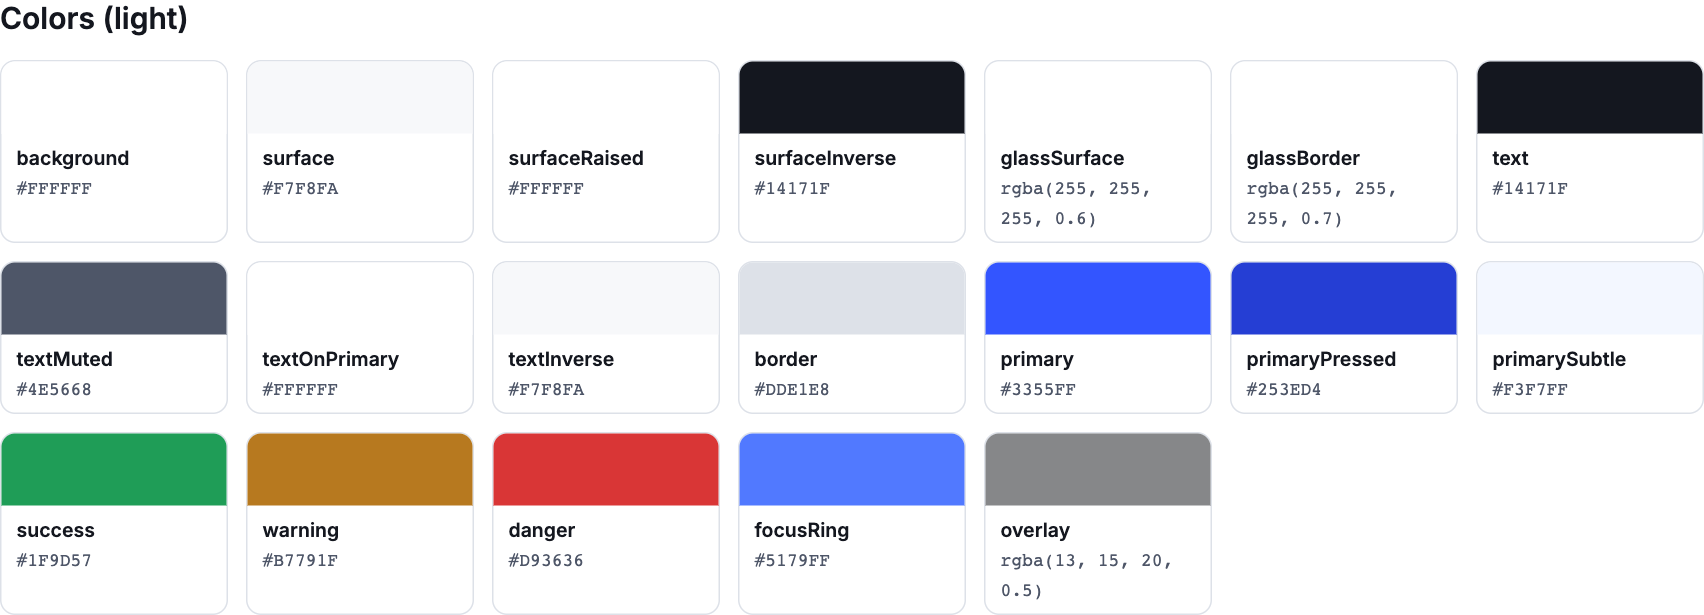 Colors (light)
background
#FFFFFF
surface
#F7F8FA
surfaceRaised
#FFFFFF
surfaceInverse
#14171F
glassSurface
rgba(255, 255,
255, 0.6)
glassBorder
rgba(255, 255,
255, 0.7)
text
#14171F
textMuted
#4E5668
textOnPrimary
#FFFFFF
textInverse
#F7F8FA
border
#DDE1E8
primary
#3355FF
primaryPressed
#253ED4
primarySubtle
#F3F7FF
success
#1F9D57
warning
#B7791F
danger
#D93636
focusRing
#5179FF
overlay
rgba(13, 15, 20,
0.5)